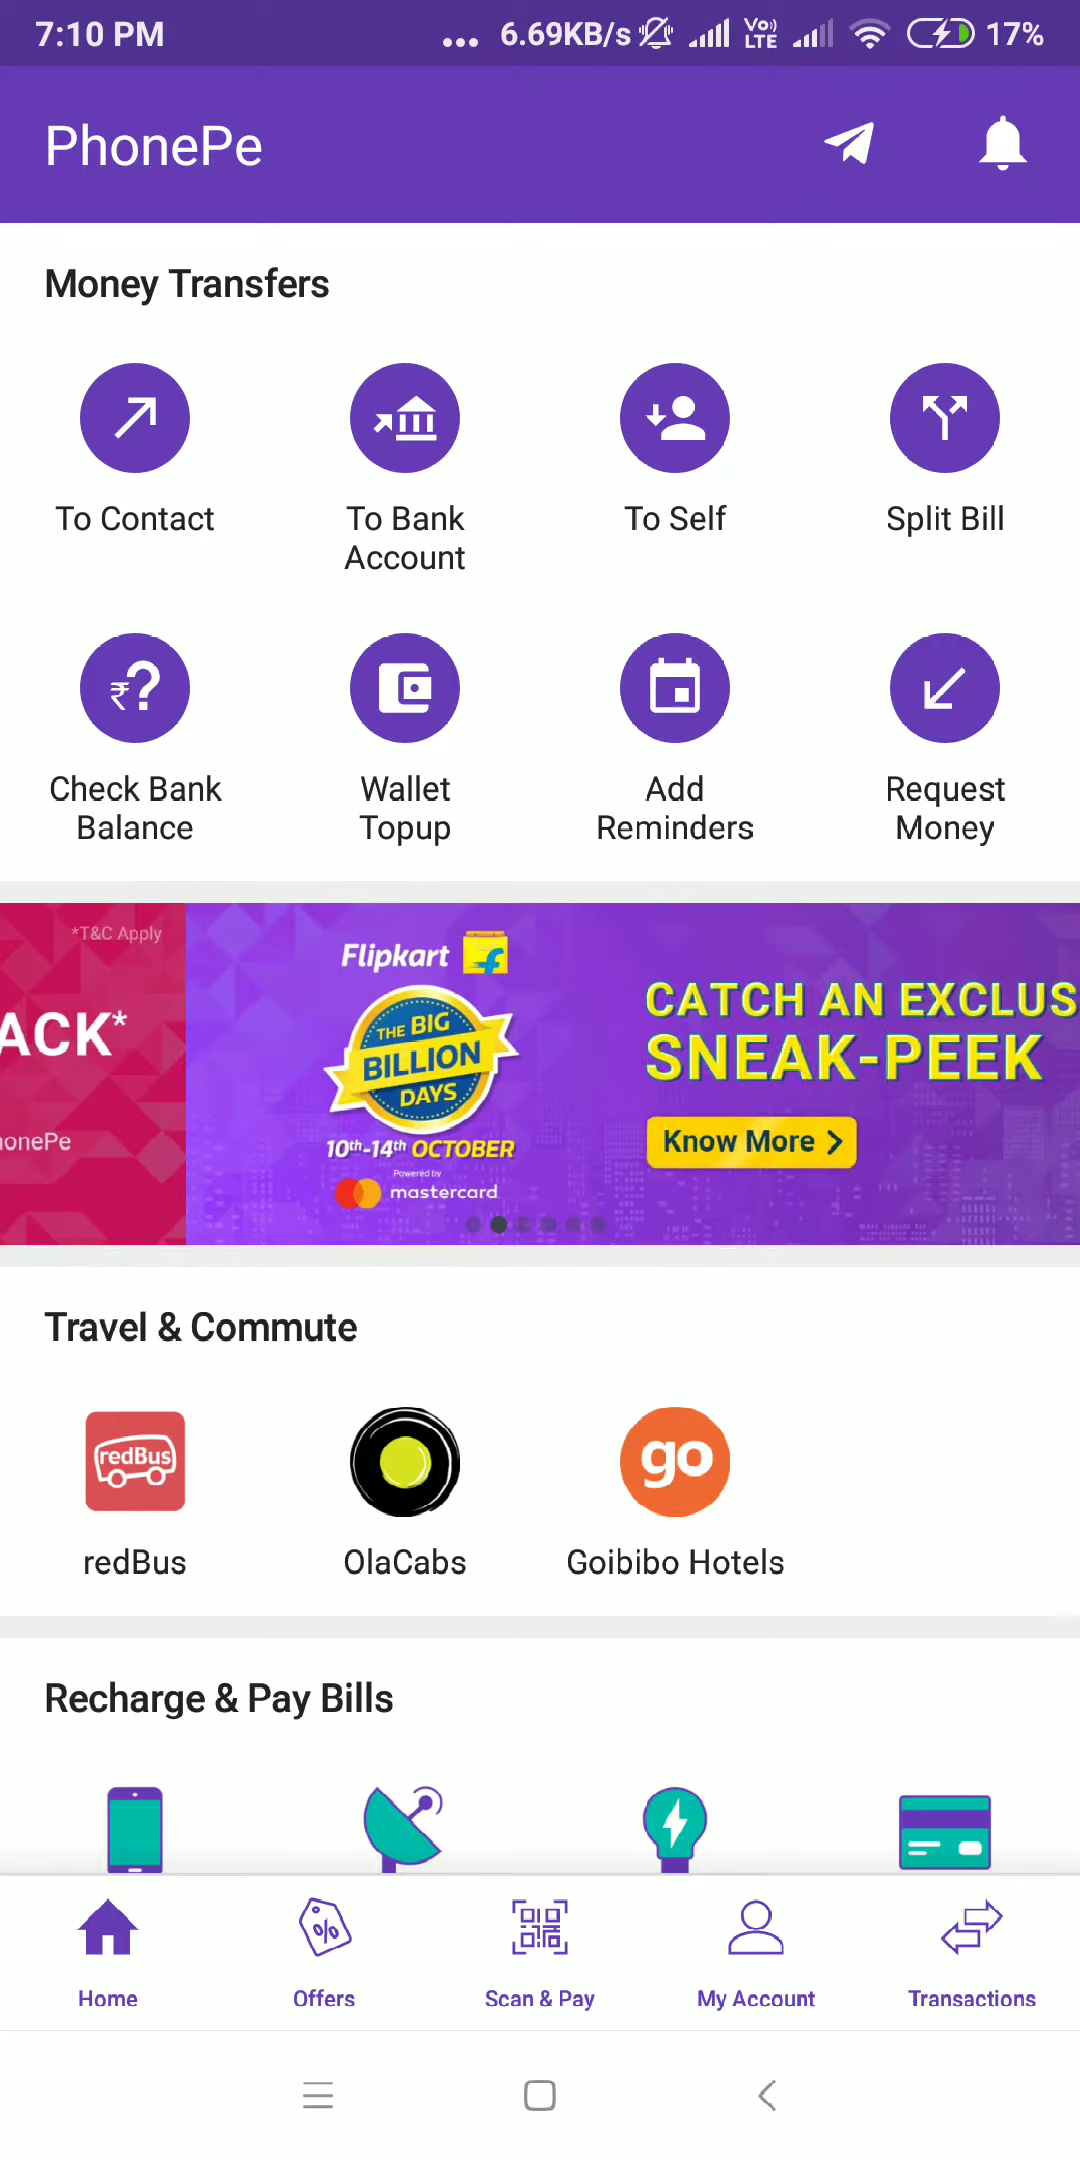 7:10 PM ... 6.69KB/s Vo) LTE 17%
PhonePe
Money Transfers
To Contact
To Bank Account
To Self
Split Bill
Check Bank Balance
Wallet Topup
Add Reminders
Request Money
*T&C Apply
ACK*
onePe
Flipkart
THE BIG
BILLION
DAYS
10th-14th OCTOBER
Powered by
mastercard
CATCH AN EXCLUS
SNEAK-PEEK
Know More
Travel & Commute
redBus
go
redBus
OlaCabs
Goibibo Hotels
Recharge & Pay Bills
Home
Offers
Scan & Pay
My Account
Transactions